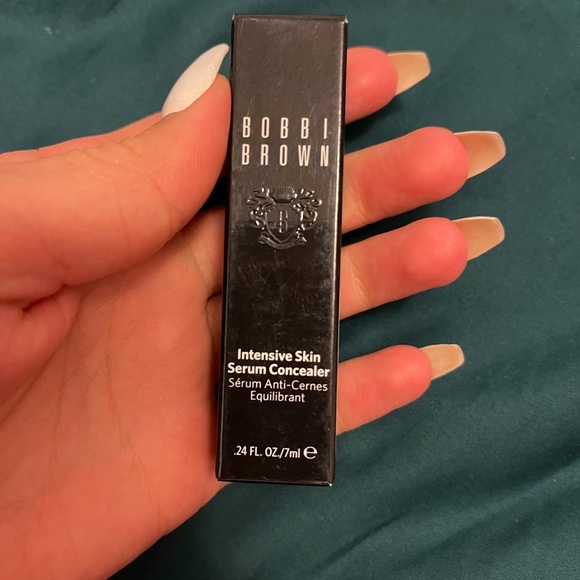 BOBBI
BROWN
B
Intensive Skin
Serum Concealer
Sérum Anti-Cernes
Equilibrant
.24 FL. OZ./7ml ℮